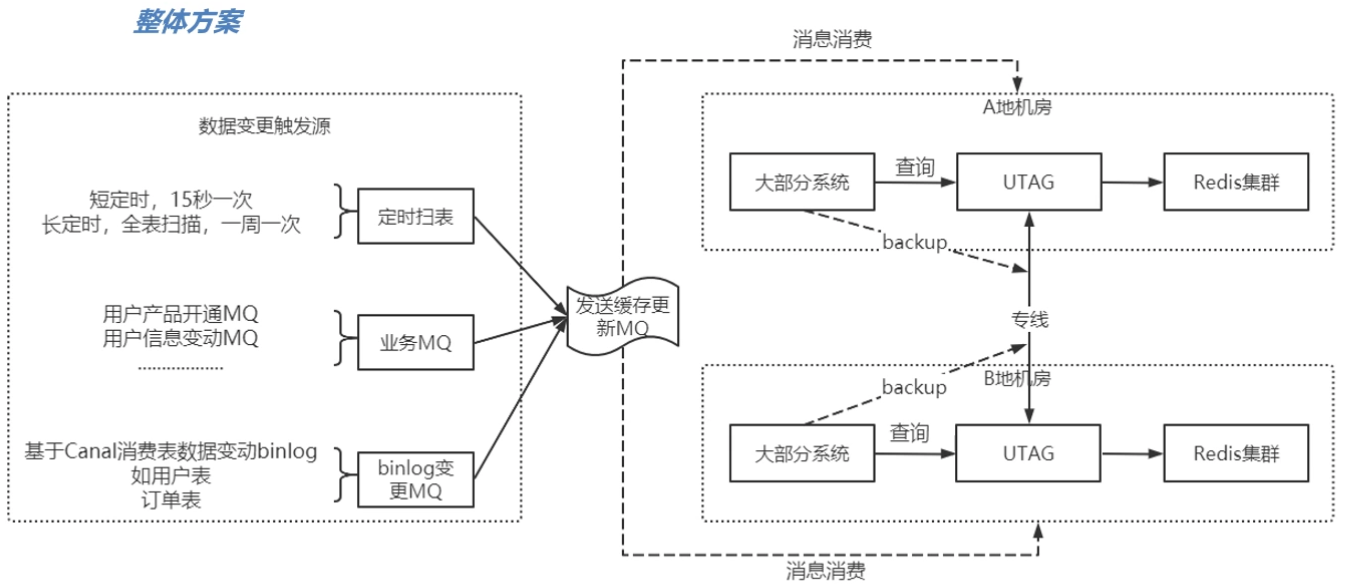 整体方案
数据变更触发源
短定时，15秒一次
长定时，全表扫描，一周一次
定时扫表
用户产品开通MQ
用户信息变动MQ
....................
业务MQ
基于Canal消费表数据变动binlog
如用户表
订单表
binlog变
更MQ
发送缓存更
新MQ
消息消费
A地机房
大部分系统
查询
UTAG
Redis集群
backup
专线
backup
B地机房
大部分系统
查询
UTAG
Redis集群
消息消费